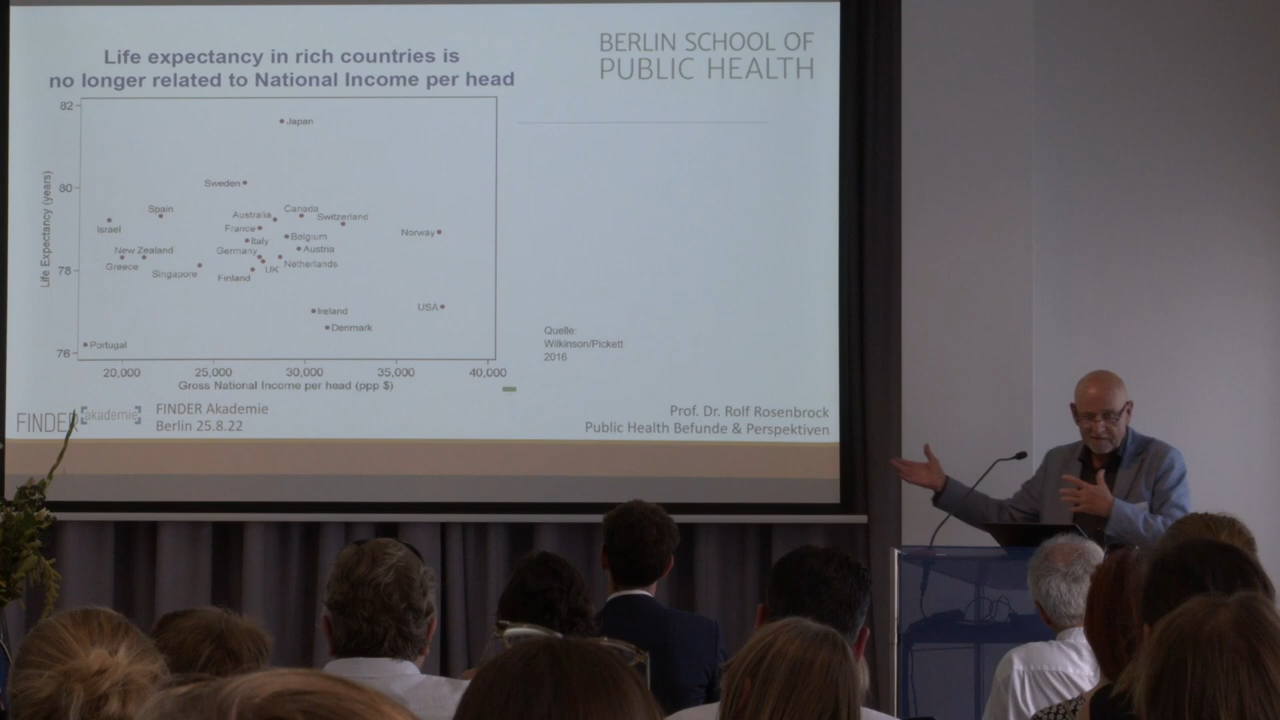 Life expectancy in rich countries is
no longer related to National Income per head
BERLIN SCHOOL OF
PUBLIC HEALTH
82
80
78
76
Life Expectancy (years)
Japan
Sweden
Spain
Israel
Australia
Canada
Switzerland
France
Norway
Italy
Belgium
New Zealand
Germany
Austria
Greece
Singapore
UK
Netherlands
Finland
Ireland
USA
Denmark
Portugal
20,000
25,000
30,000
35,000
40,000
Gross National Income per head (ppp $)
Quelle:
Wilkinson/Pickett
2016
FINDER akademie
FINDER Akademie
Berlin 25.8.22
Prof. Dr. Rolf Rosenbrock
Public Health Befunde & Perspektiven